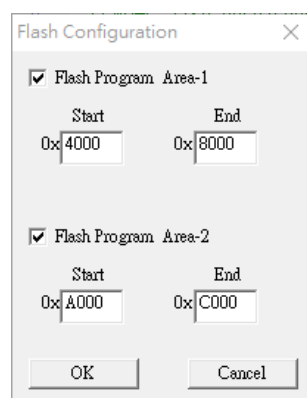 Flash Configuration
Flash Program Area-1
Start End
0x 4000 0x 8000
Flash Program Area-2
Start End
0x A000 0x C000
OK Cancel